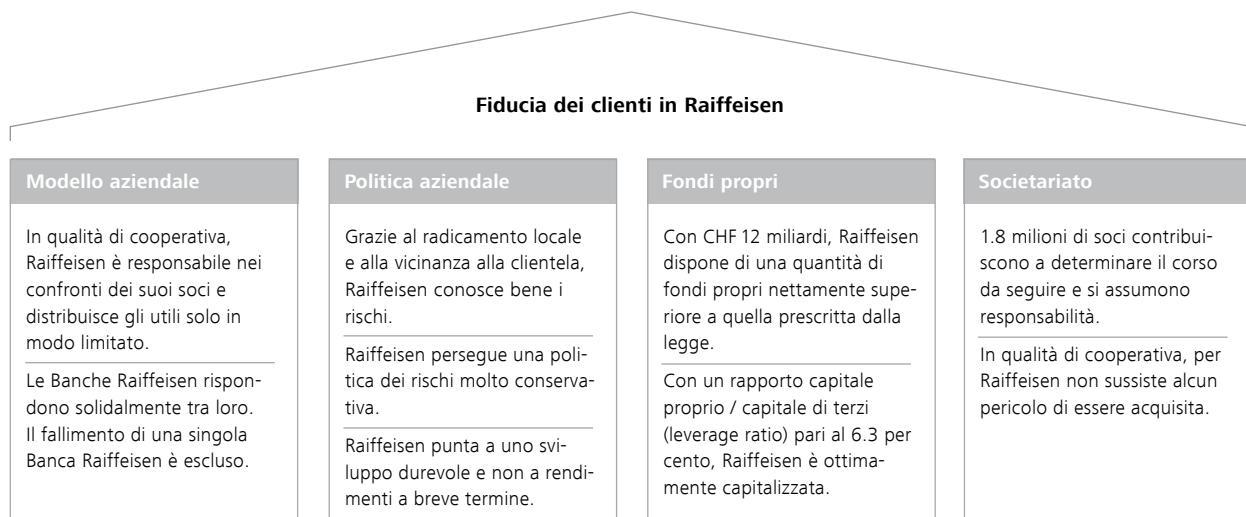 Fiducia dei clienti in Raiffeisen
Modello aziendale
In qualità di cooperativa,
Raiffeisen è responsabile nei
confronti dei suoi soci e
distribuisce gli utili solo in
modo limitato.
Le Banche Raiffeisen rispon-
dono solidalmente tra loro.
Il fallimento di una singola
Banca Raiffeisen è escluso.
Politica aziendale
Grazie al radicamento locale
e alla vicinanza alla clientela,
Raiffeisen conosce bene i
rischi.
Raiffeisen persegue una poli-
tica dei rischi molto conserva-
tiva.
Raiffeisen punta a uno svi-
luppo durevole e non a rendi-
menti a breve termine.
Fondi propri
Con CHF 12 miliardi, Raiffeisen
dispone di una quantità di
fondi propri nettamente supe-
riore a quella prescritta dalla
legge.
Con un rapporto capitale
proprio / capitale di terzi
(leverage ratio) pari al 6.3 per
cento, Raiffeisen è ottima-
mente capitalizzata.
Societariato
1.8 milioni di soci contribui-
scono a determinare il corso
da seguire e si assumono
responsabilità.
In qualità di cooperativa, per
Raiffeisen non sussiste alcun
pericolo di essere acquisita.